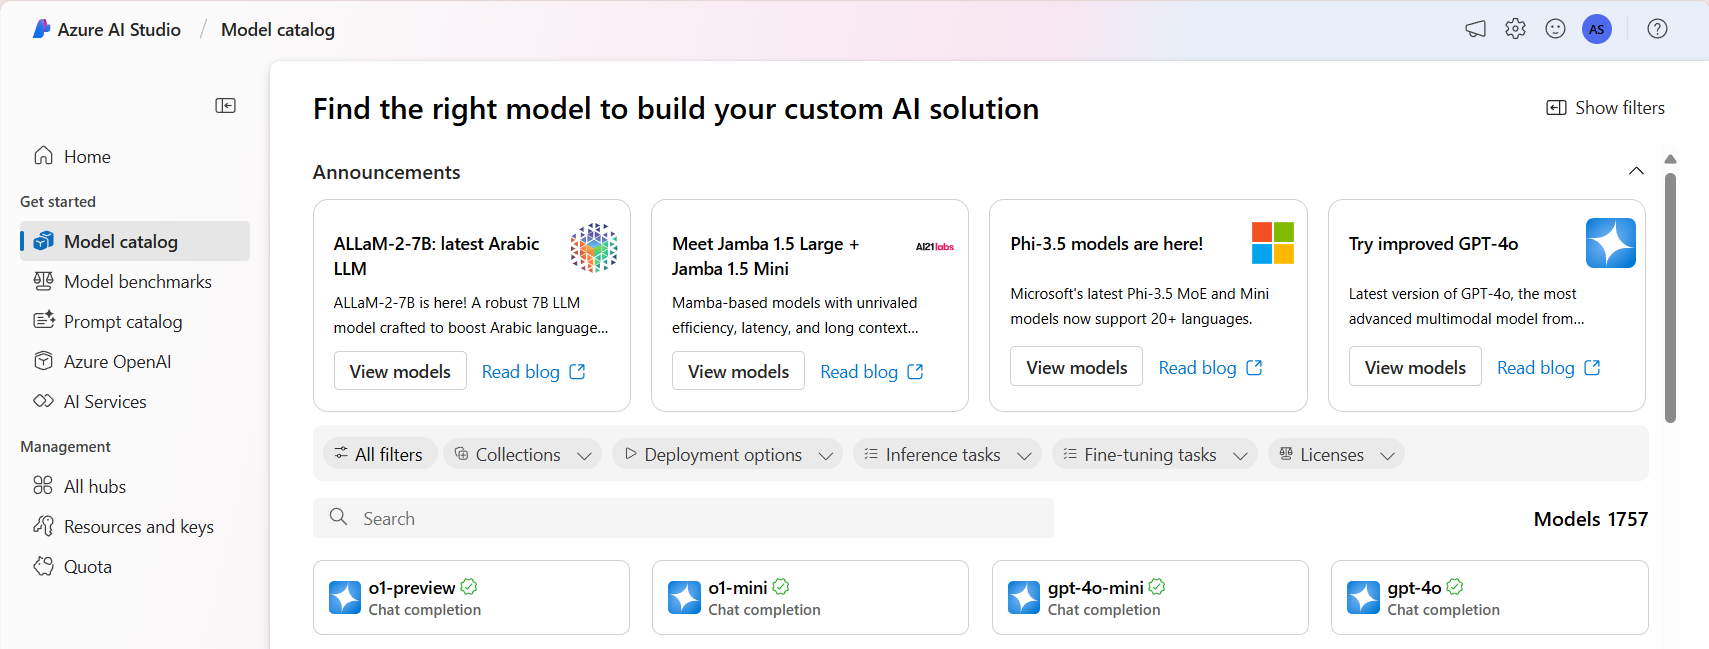 Azure AI Studio / Model catalog
AS
Home
Get started
Model catalog
Model benchmarks
Prompt catalog
Azure OpenAI
AI Services
Management
All hubs
Resources and keys
Quota
Find the right model to build your custom AI solution
Show filters
Announcements
ALLaM-2-7B: latest Arabic
LLM
ALLaM-2-7B is here! A robust 7B LLM
model crafted to boost Arabic language...
View models Read blog
Meet Jamba 1.5 Large +
Jamba 1.5 Mini
AI21labs
Mamba-based models with unrivaled
efficiency, latency, and long context...
View models Read blog
Phi-3.5 models are here!
Microsoft's latest Phi-3.5 MoE and Mini
models now support 20+ languages.
View models Read blog
Try improved GPT-4o
Latest version of GPT-4o, the most
advanced multimodal model from...
View models Read blog
All filters Collections Deployment options Inference tasks Fine-tuning tasks Licenses
Search
Models 1757
o1-preview
Chat completion
o1-mini
Chat completion
gpt-4o-mini
Chat completion
gpt-4o
Chat completion